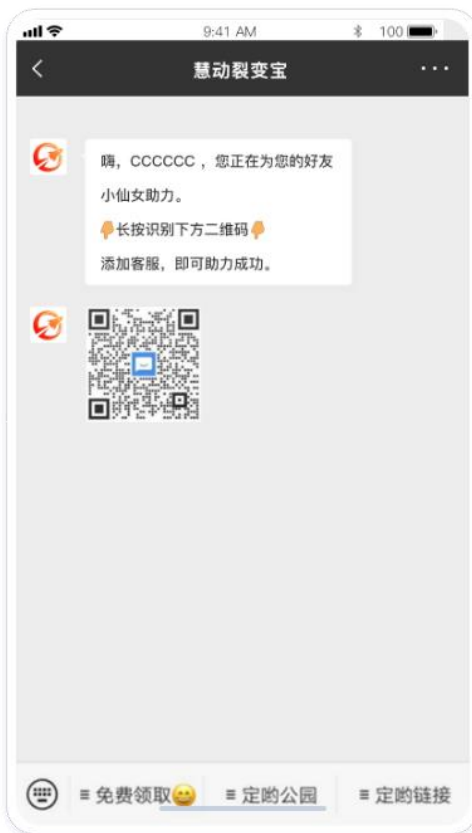 9:41 AM
100
慧动裂变宝
嗨，CCCCCC ，您正在为您的好友
小仙女助力。
👇长按识别下方二维码👇
添加客服，即可助力成功。
≡ 免费领取😄 ≡ 定哟公园 ≡ 定哟链接